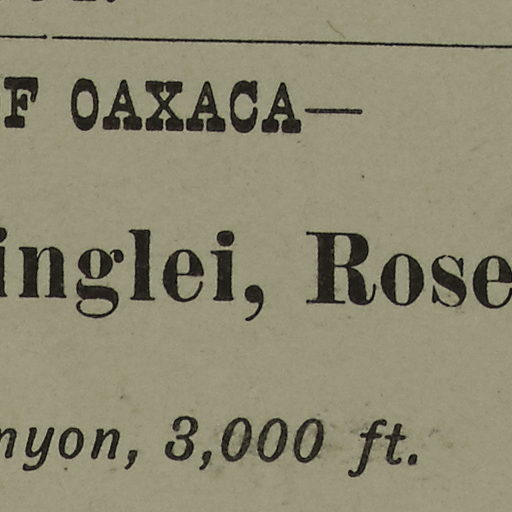 F OAXACA—
inglei, Rose
nyon, 3,000 ft.